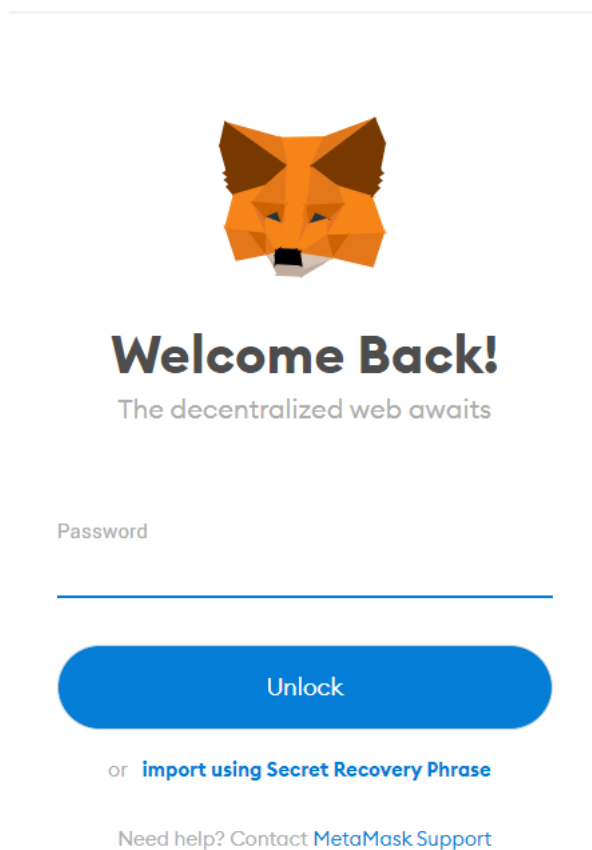 Welcome Back!
The decentralized web awaits
Password
Unlock
or import using Secret Recovery Phrase
Need help? Contact MetaMask Support